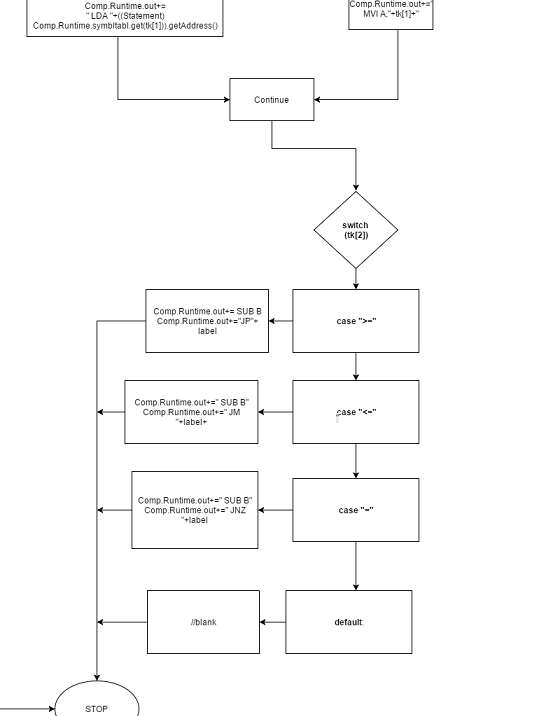 Comp.Runtime.out+=
" LDA "+((Statement)
Comp.Runtime.symbltabl.get(tk[1])).getAddress()
Comp.Runtime.out+="
MVI A,"+tk[1]+"
Continue
switch
(tk[2])
Comp.Runtime.out+= SUB B
Comp.Runtime.out+="JP"+
label
case ">="
Comp.Runtime.out+=" SUB B"
Comp.Runtime.out+=" JM
"+label+
case "<="
Comp.Runtime.out+=" SUB B"
Comp.Runtime.out+=" JNZ
"+label
case "="
//blank
default:
STOP